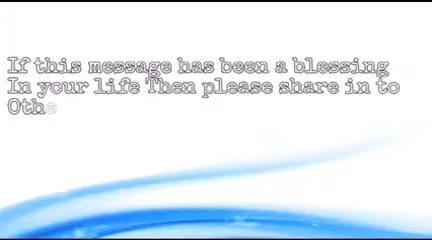 If this message has been a blessing
In your life Then please share in to
Oth